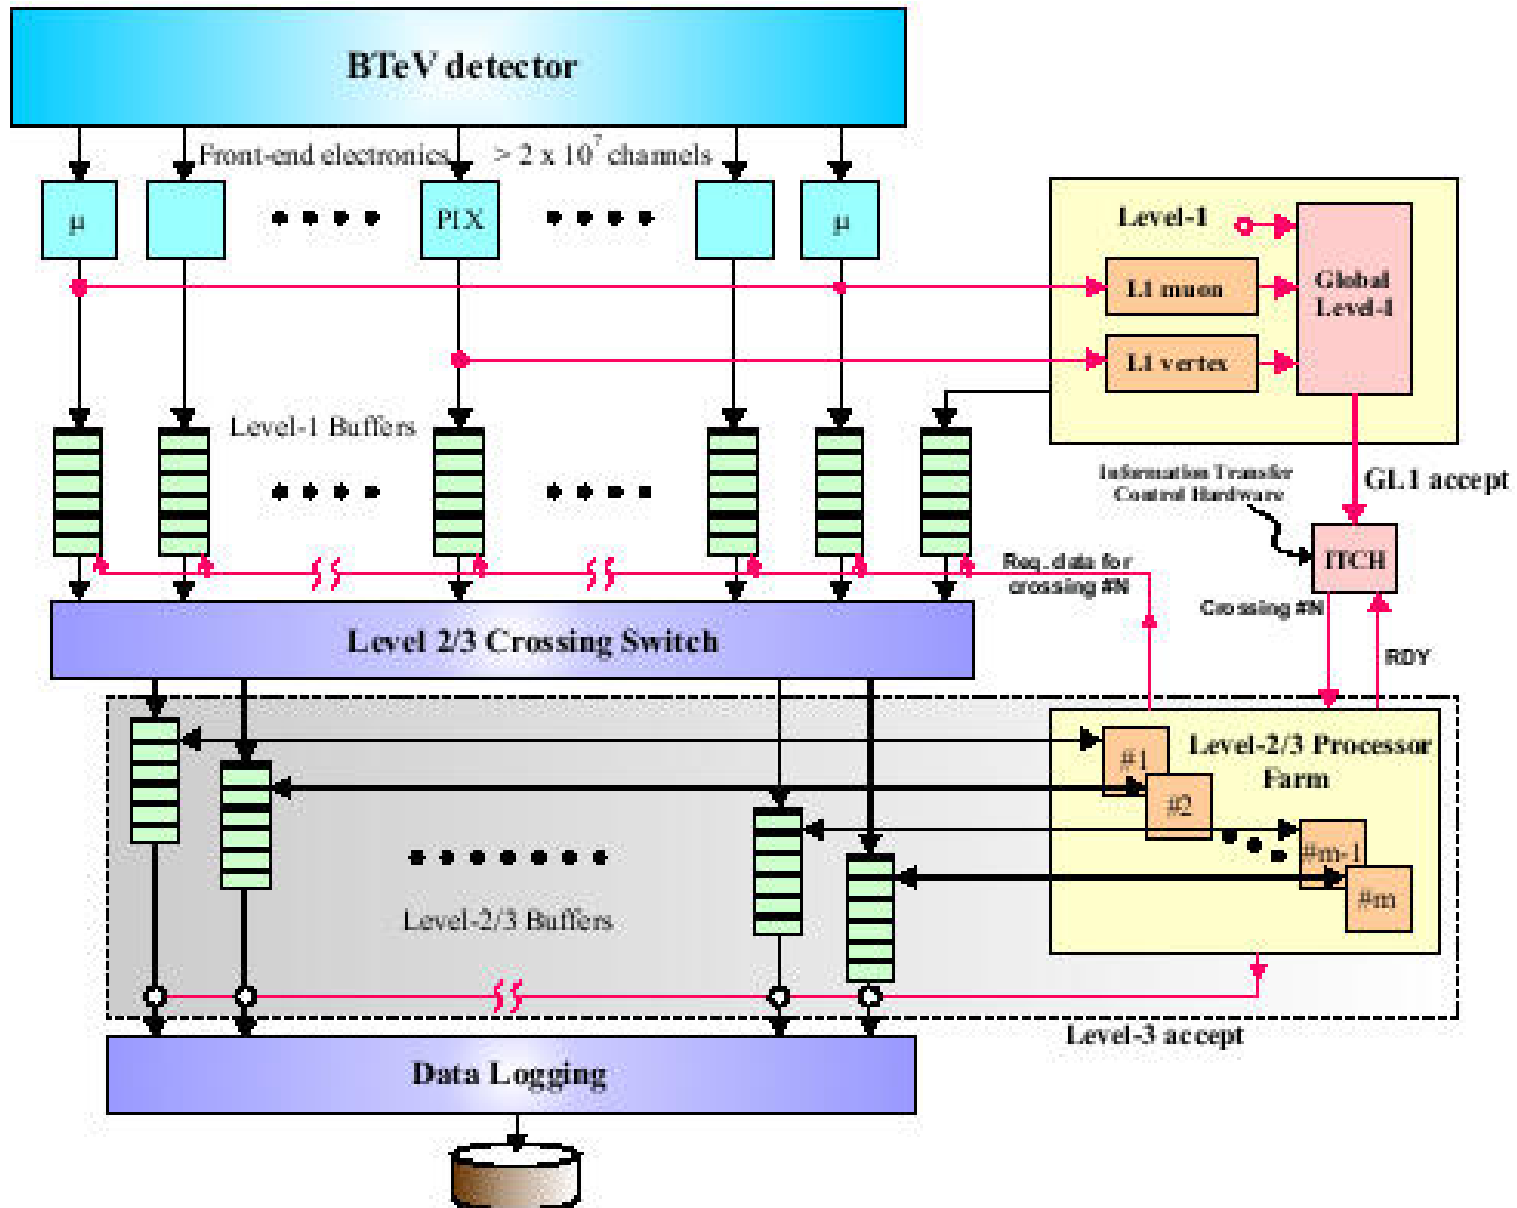 BTeV detector
Front-end electronics
> 2 x 10^7 channels
μ
PIX
μ
Level-1
L1 muon
L1 vertex
Global
Level-1
Level-1 Buffers
Information Transfer
Control Hardware
GL1 accept
ITCH
Req. data for
crossing #N
Crossing #N
RDY
Level 2/3 Crossing Switch
Level-2/3 Processor
Farm
#1
#2
#m-1
#m
Level-2/3 Buffers
Level-3 accept
Data Logging